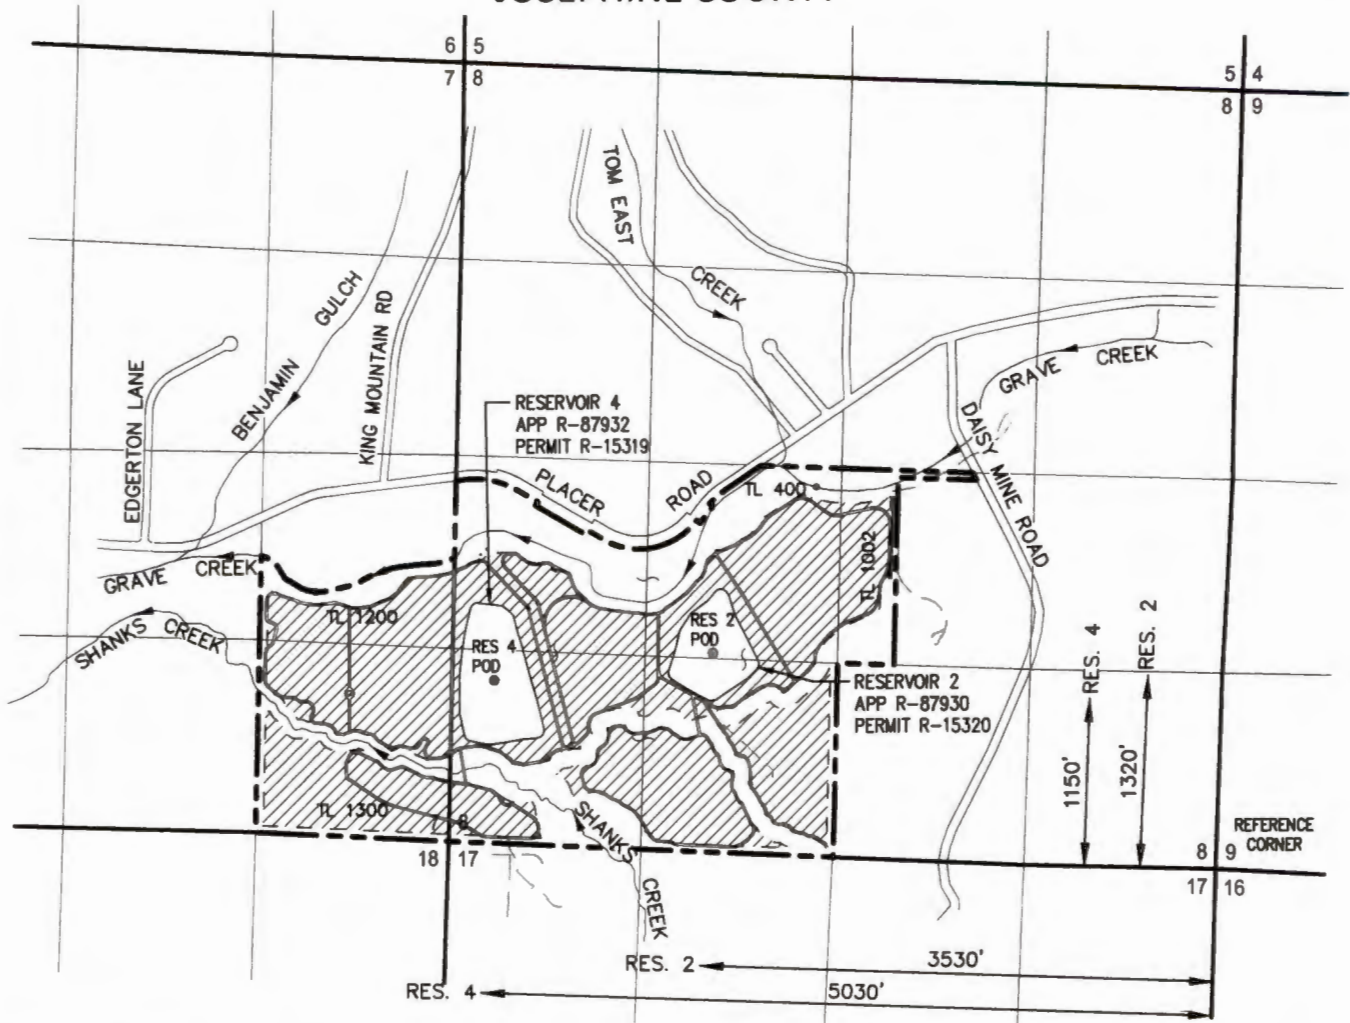 6 5
7 8
5 4
8 9
TOM EAST
CREEK
BENJAMIN
GULCH
KING MOUNTAIN RD
EDGERTON LANE
GRAVE
CREEK
DAISY MINE ROAD
RESERVOIR 4
APP R-87932
PERMIT R-15319
PLACER
ROAD
TL 400
TL 1002
GRAVE
CREEK
SHANKS CREEK
TL 1200
RES 4
POD
RES 2
POD
RESERVOIR 2
APP R-87930
PERMIT R-15320
RES. 4
1150'
RES. 2
1320'
TL 1300
8
SHANKS
CREEK
18 17
REFERENCE
CORNER
8 9
17 16
RES. 2
3530'
RES. 4
5030'